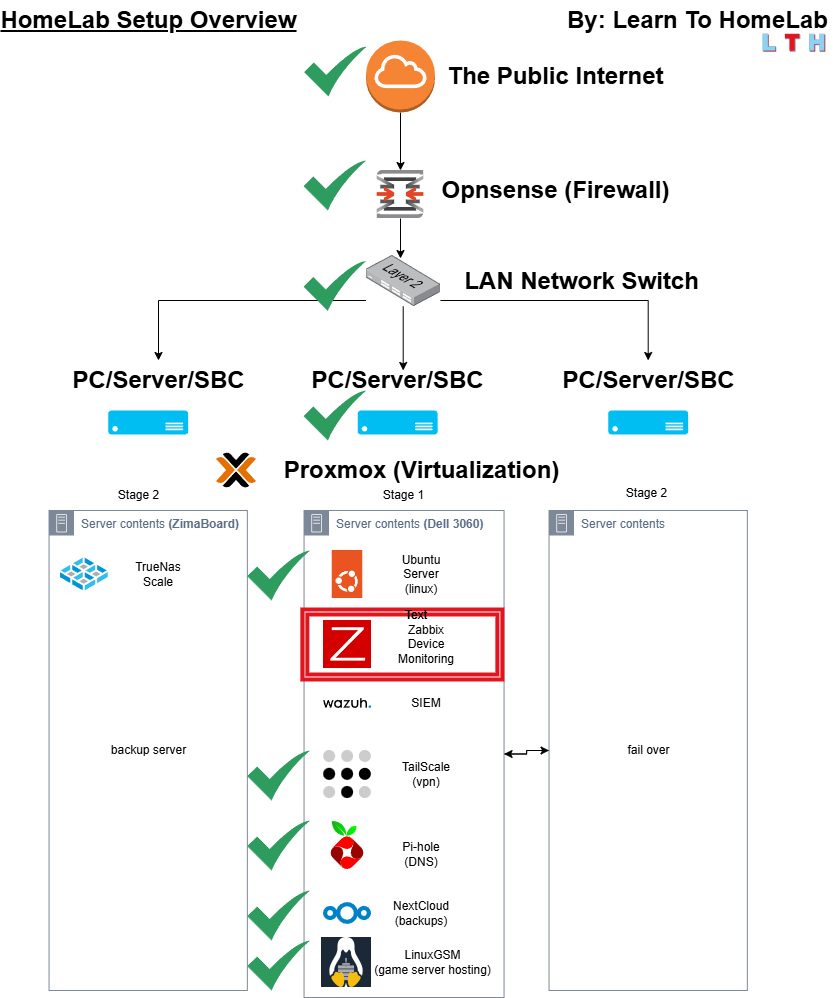 HomeLab Setup Overview
By: Learn To HomeLab
L T H
The Public Internet
Opnsense (Firewall)
Layer 2
LAN Network Switch
PC/Server/SBC
PC/Server/SBC
PC/Server/SBC
Proxmox (Virtualization)
Stage 2
Stage 1
Stage 2
Server contents (ZimaBoard)
TrueNas
Scale
backup server
Server contents (Dell 3060)
Ubuntu
Server
(linux)
Text
Z
Zabbix
Device
Monitoring
wazuh.
SIEM
TailScale
(vpn)
Pi-hole
(DNS)
NextCloud
(backups)
LinuxGSM
(game server hosting)
Server contents
fail over